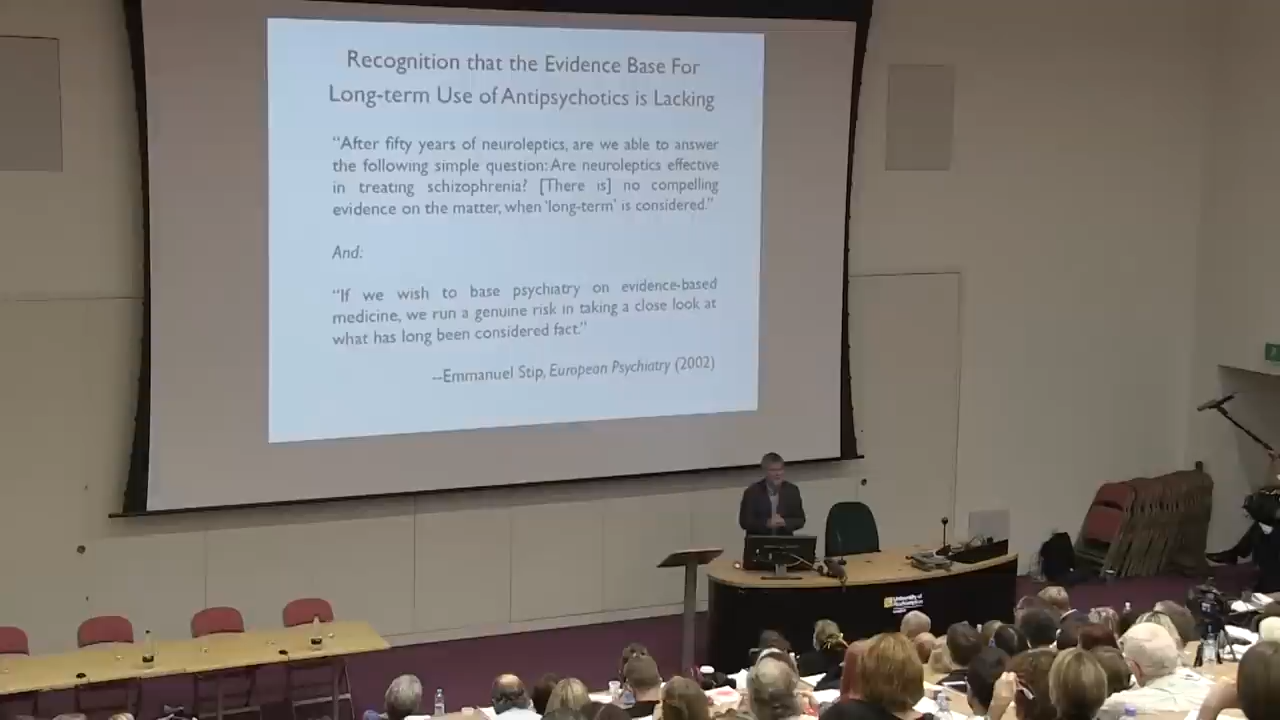 Recognition that the Evidence Base For
Long-term Use of Antipsychotics is Lacking
“After fifty years of neuroleptics, are we able to answer
the following simple question: Are neuroleptics effective
in treating schizophrenia? [There is] no compelling
evidence on the matter, when ‘long-term’ is considered.”
And:
“If we wish to base psychiatry on evidence-based
medicine, we run a genuine risk in taking a close look at
what has long been considered fact.”
--Emmanuel Stip, European Psychiatry (2002)
University of